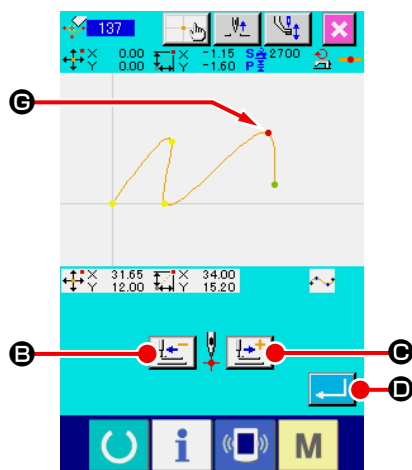 137
X 0.00 X -1.15 S 2700
Y 0.00 Y -1.60 P
G
X 31.65 X 34.00
Y 12.00 Y 15.20
B
C
D
i M